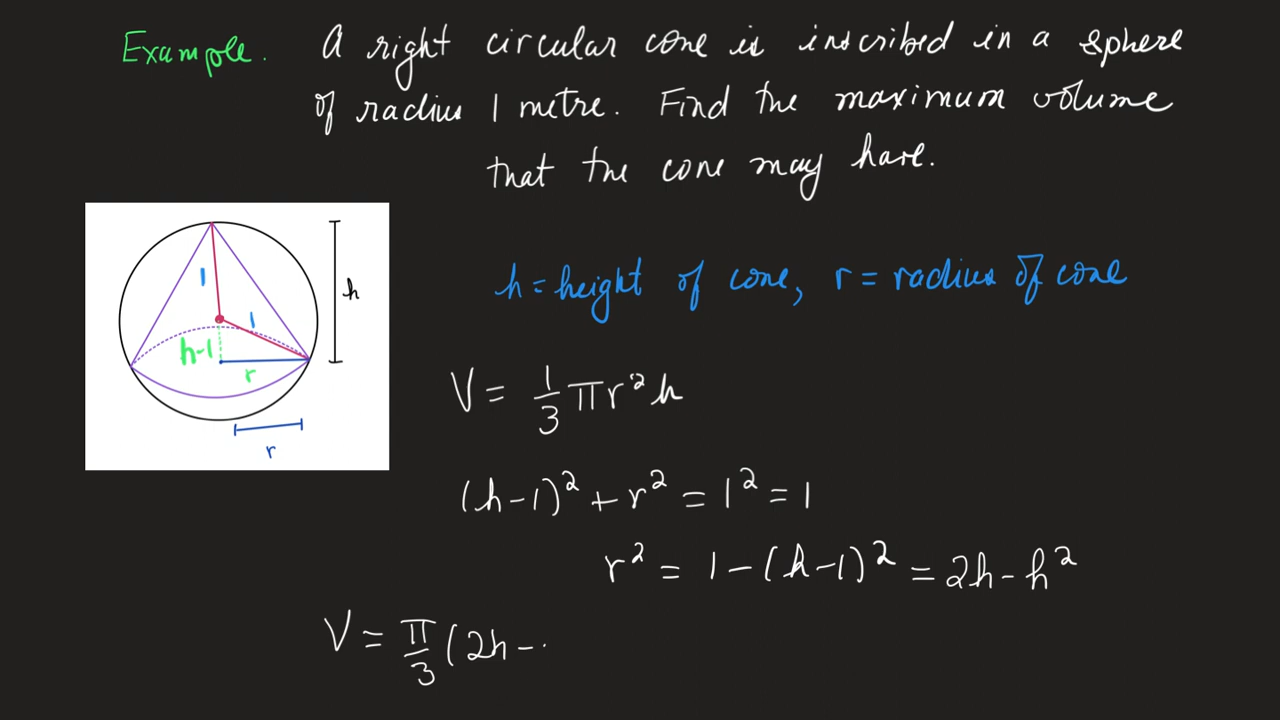 Example. A right circular cone is inscribed in a sphere
of radius 1 metre. Find the maximum volume
that the cone may have.
1
1
h
h-1
r
r
h = height of cone, r = radius of cone
V = 1/3 πr²h
(h-1)² + r² = 1² = 1
r² = 1-(h-1)² = 2h-h²
V = π/3 (2h-